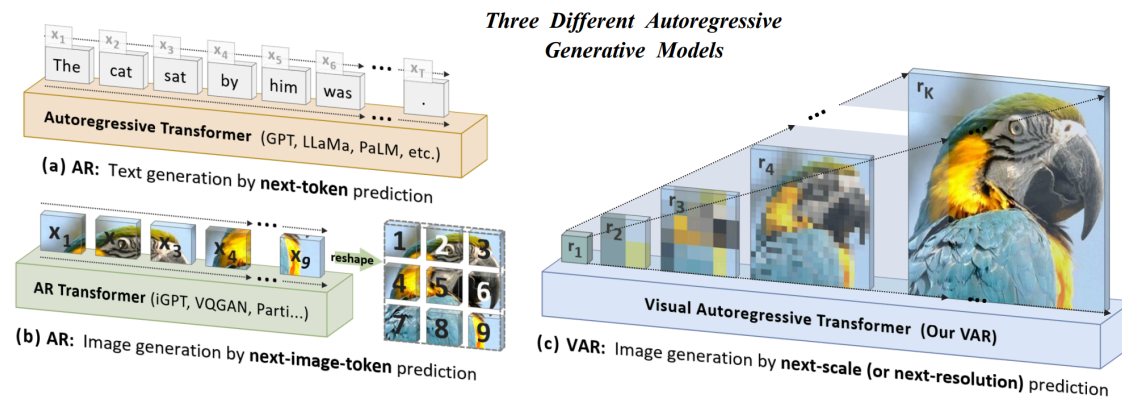 Three Different Autoregressive
Generative Models
x1 x2 x3 x4 x5 x6 ••• xT
The cat sat by him was ••• .
Autoregressive Transformer (GPT, LLaMa, PaLM, etc.)
(a) AR: Text generation by next-token prediction
•••
x1 x2 x3 x4 x9
reshape
•••
AR Transformer (iGPT, VQGAN, Parti...)
1 2 3
4 5 6
7 8 9
(b) AR: Image generation by next-image-token prediction
•••
r1 r2 r3 r4 rK
•••
Visual Autoregressive Transformer (Our VAR)
(c) VAR: Image generation by next-scale (or next-resolution) prediction